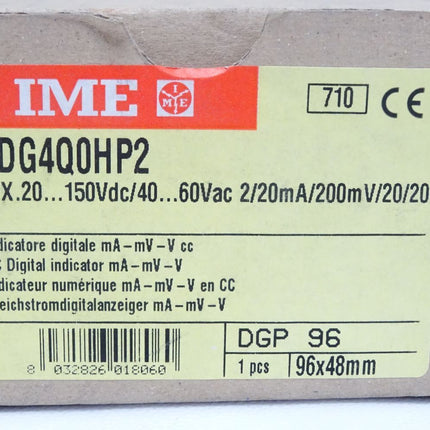 IME IME
710 CE
DG4Q0HP2
X.20...150Vdc/40...60Vac 2/20mA/200mV/20/20
dicatore digitale mA-mV-V cc
C Digital indicator mA-mV-V
dicateur numérique mA-mV-V en CC
eichstromdigitalanzeiger mA-mV-V
DGP 96
1 pcs 96x48mm
8 032826 018060